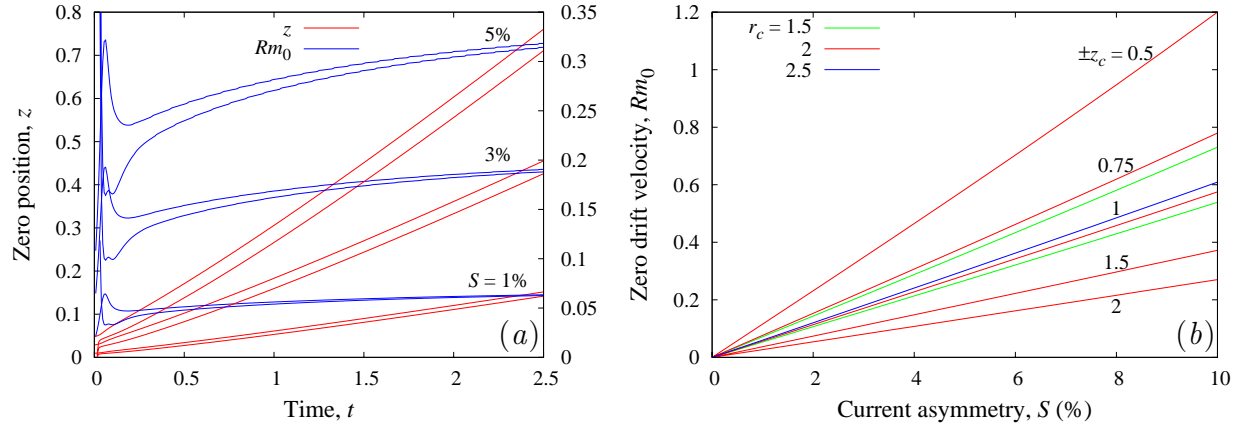 0.8
0.7
0.6
0.5
0.4
0.3
0.2
0.1
0
Zero position, z
z
Rm0
5%
3%
S = 1%
(a)
0.35
0.3
0.25
0.2
0.15
0.1
0.05
0
0 0.5 1 1.5 2 2.5
Time, t
1.2
1
0.8
0.6
0.4
0.2
0
Zero drift velocity, Rm0
rc = 1.5
2
2.5
±zc = 0.5
0.75
1
1.5
2
(b)
0 2 4 6 8 10
Current asymmetry, S (%)